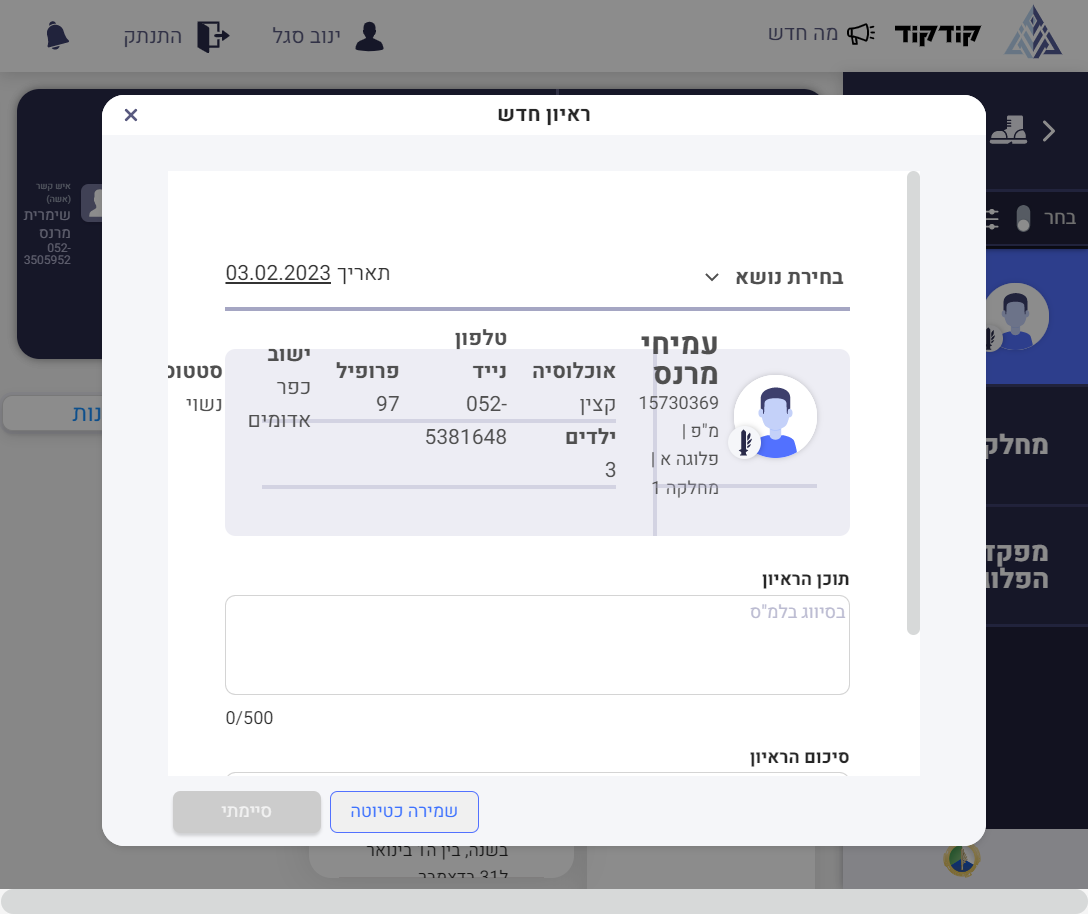 קודקוד
מה חדש
ינוב סגל
התנתק
ראיון חדש
×
איש קשר
(אשה)
שימרית
מרנס
052-
3505952
בחר
נות
מחלק
מפקד
הפלוג
בחירת נושא
תאריך 03.02.2023
עמיחי
מרנס
15730369
מ"פ |
פלוגה א |
מחלקה 1
אוכלוסיה
קצין
ילדים
3
טלפון
נייד
052-
5381648
פרופיל
97
ישוב
כפר
אדומים
סטטוס
נשוי
תוכן הראיון
בסיווג בלמ"ס
0/500
סיכום הראיון
שמירה כטיוטה
סיימתי
בשנה, בין ה1 בינואר
ל31 בדצמבר